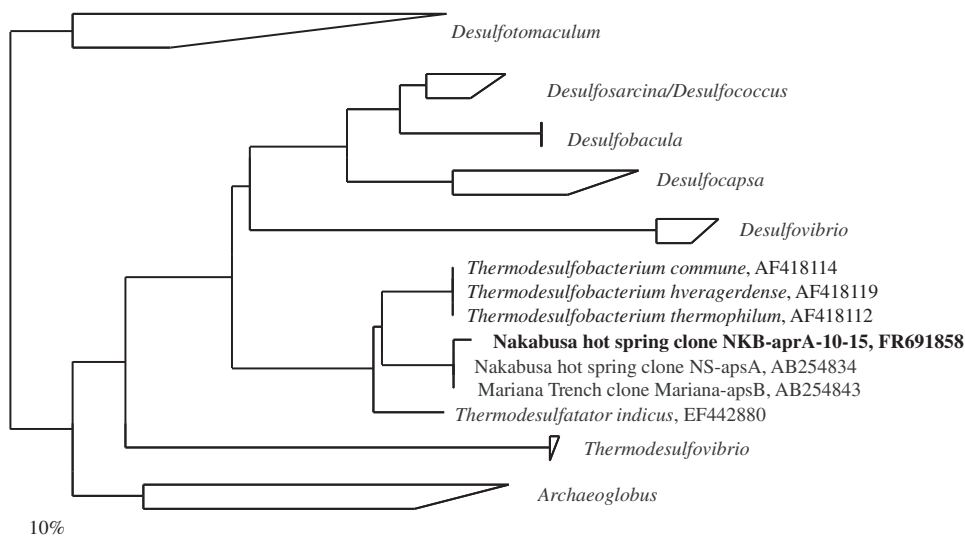 Desulfotomaculum
Desulfosarcina/Desulfococcus
Desulfobacula
Desulfocapsa
Desulfovibrio
Thermodesulfobacterium commune, AF418114
Thermodesulfobacterium hveragerdense, AF418119
Thermodesulfobacterium thermophilum, AF418112
Nakabusa hot spring clone NKB-aprA-10-15, FR691858
Nakabusa hot spring clone NS-apsA, AB254834
Mariana Trench clone Mariana-apsB, AB254843
Thermodesulfatator indicus, EF442880
Thermodesulfovibrio
Archaeoglobus
10%